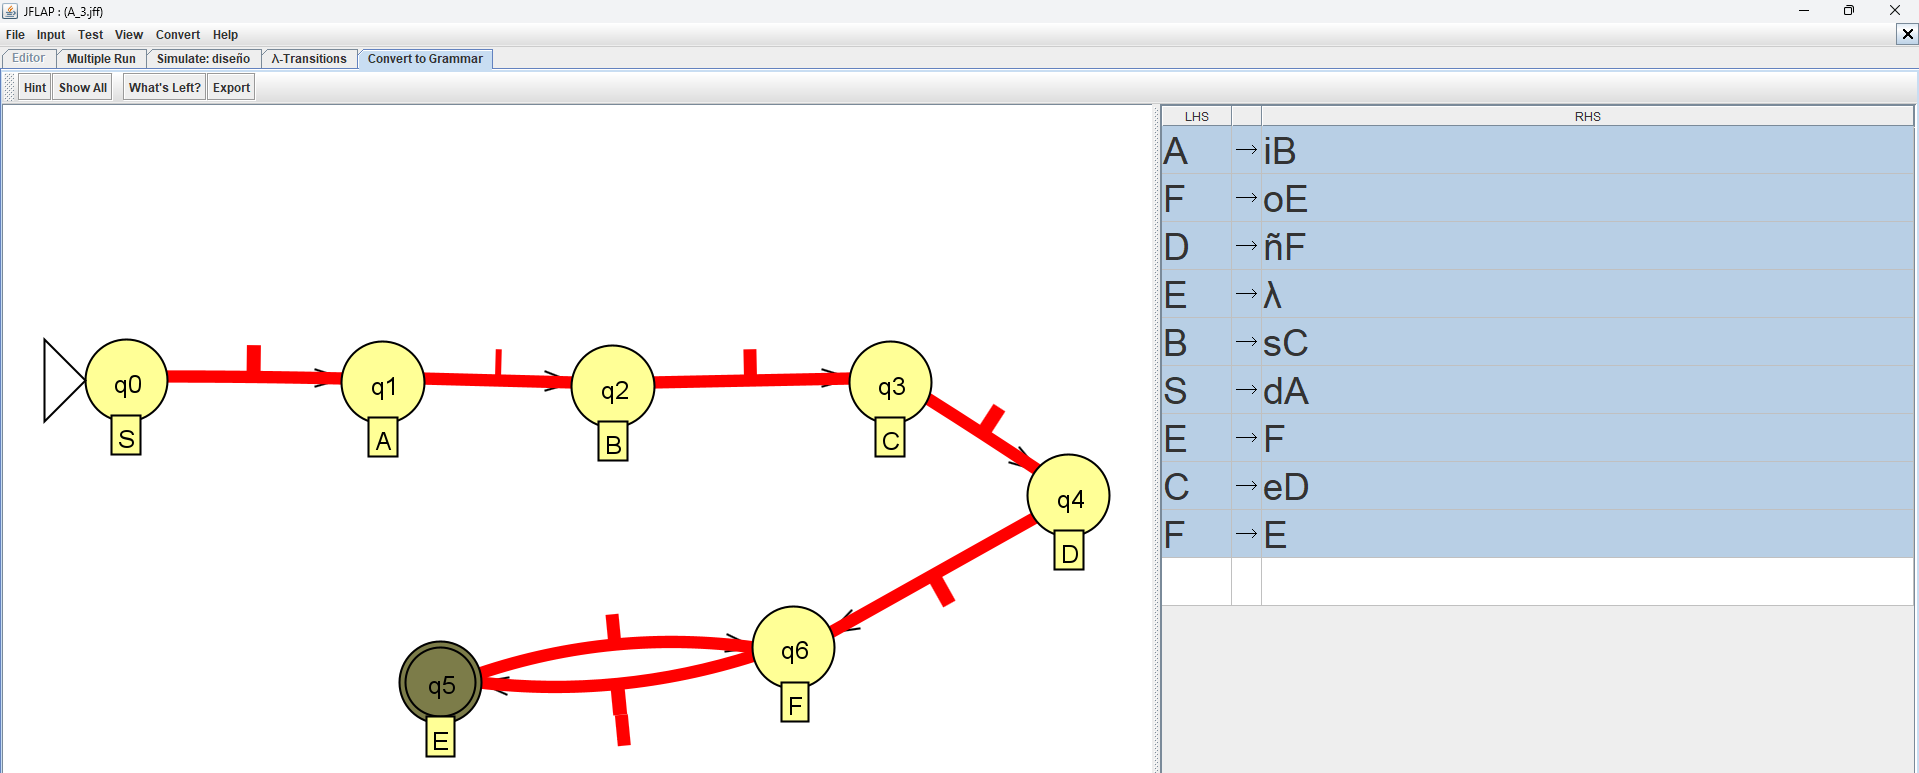 JFLAP : (A_3.jff)
File Input Test View Convert Help
Editor Multiple Run Simulate: diseño λ-Transitions Convert to Grammar
Hint Show All What's Left? Export
LHS RHS
A → iB
F → oE
D → ñF
E → λ
B → sC
S → dA
E → F
C → eD
F → E
q0 q1 q2 q3
S A B C
q4
D
q6
F
q5
E